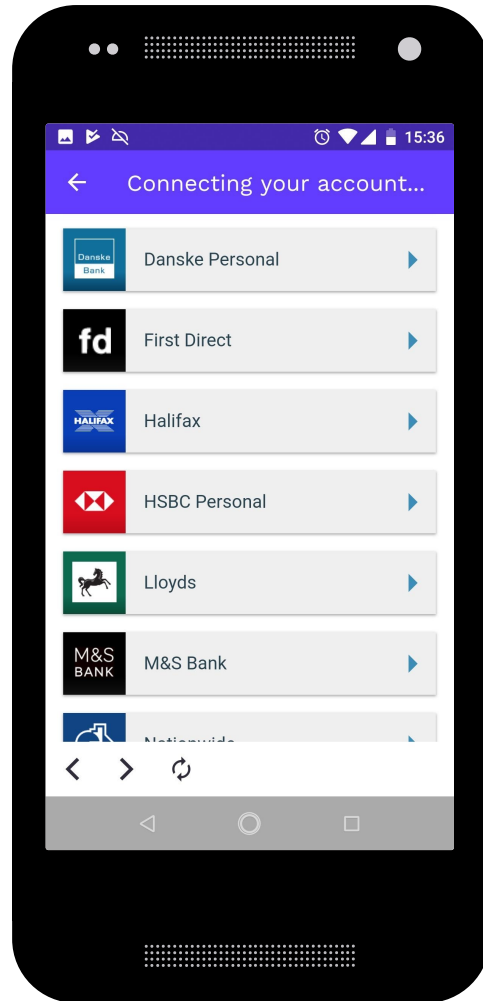 15:36
Connecting your account...
Danske
Bank
Danske Personal
fd
First Direct
HALIFAX
Halifax
HSBC Personal
Lloyds
M&S
BANK
M&S Bank
Nationwide